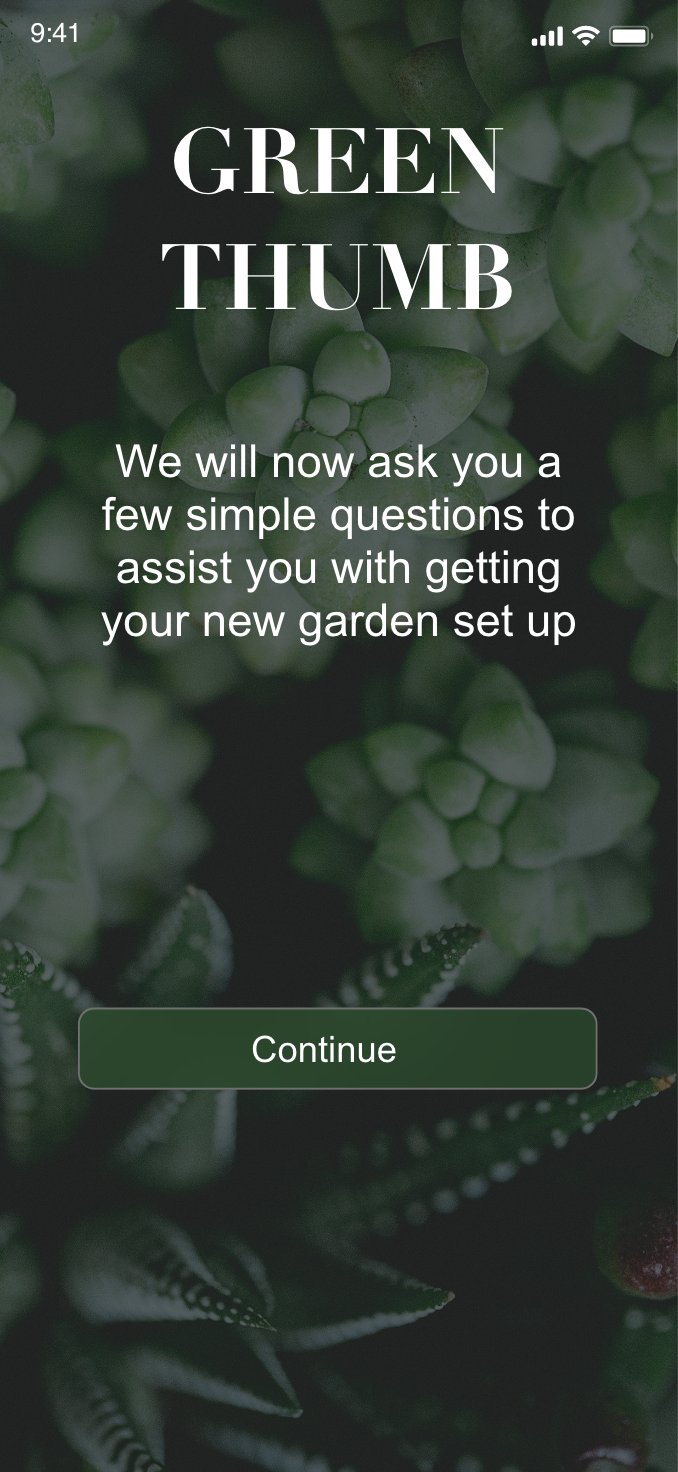 9:41
GREEN
THUMB
We will now ask you a
few simple questions to
assist you with getting
your new garden set up
Continue